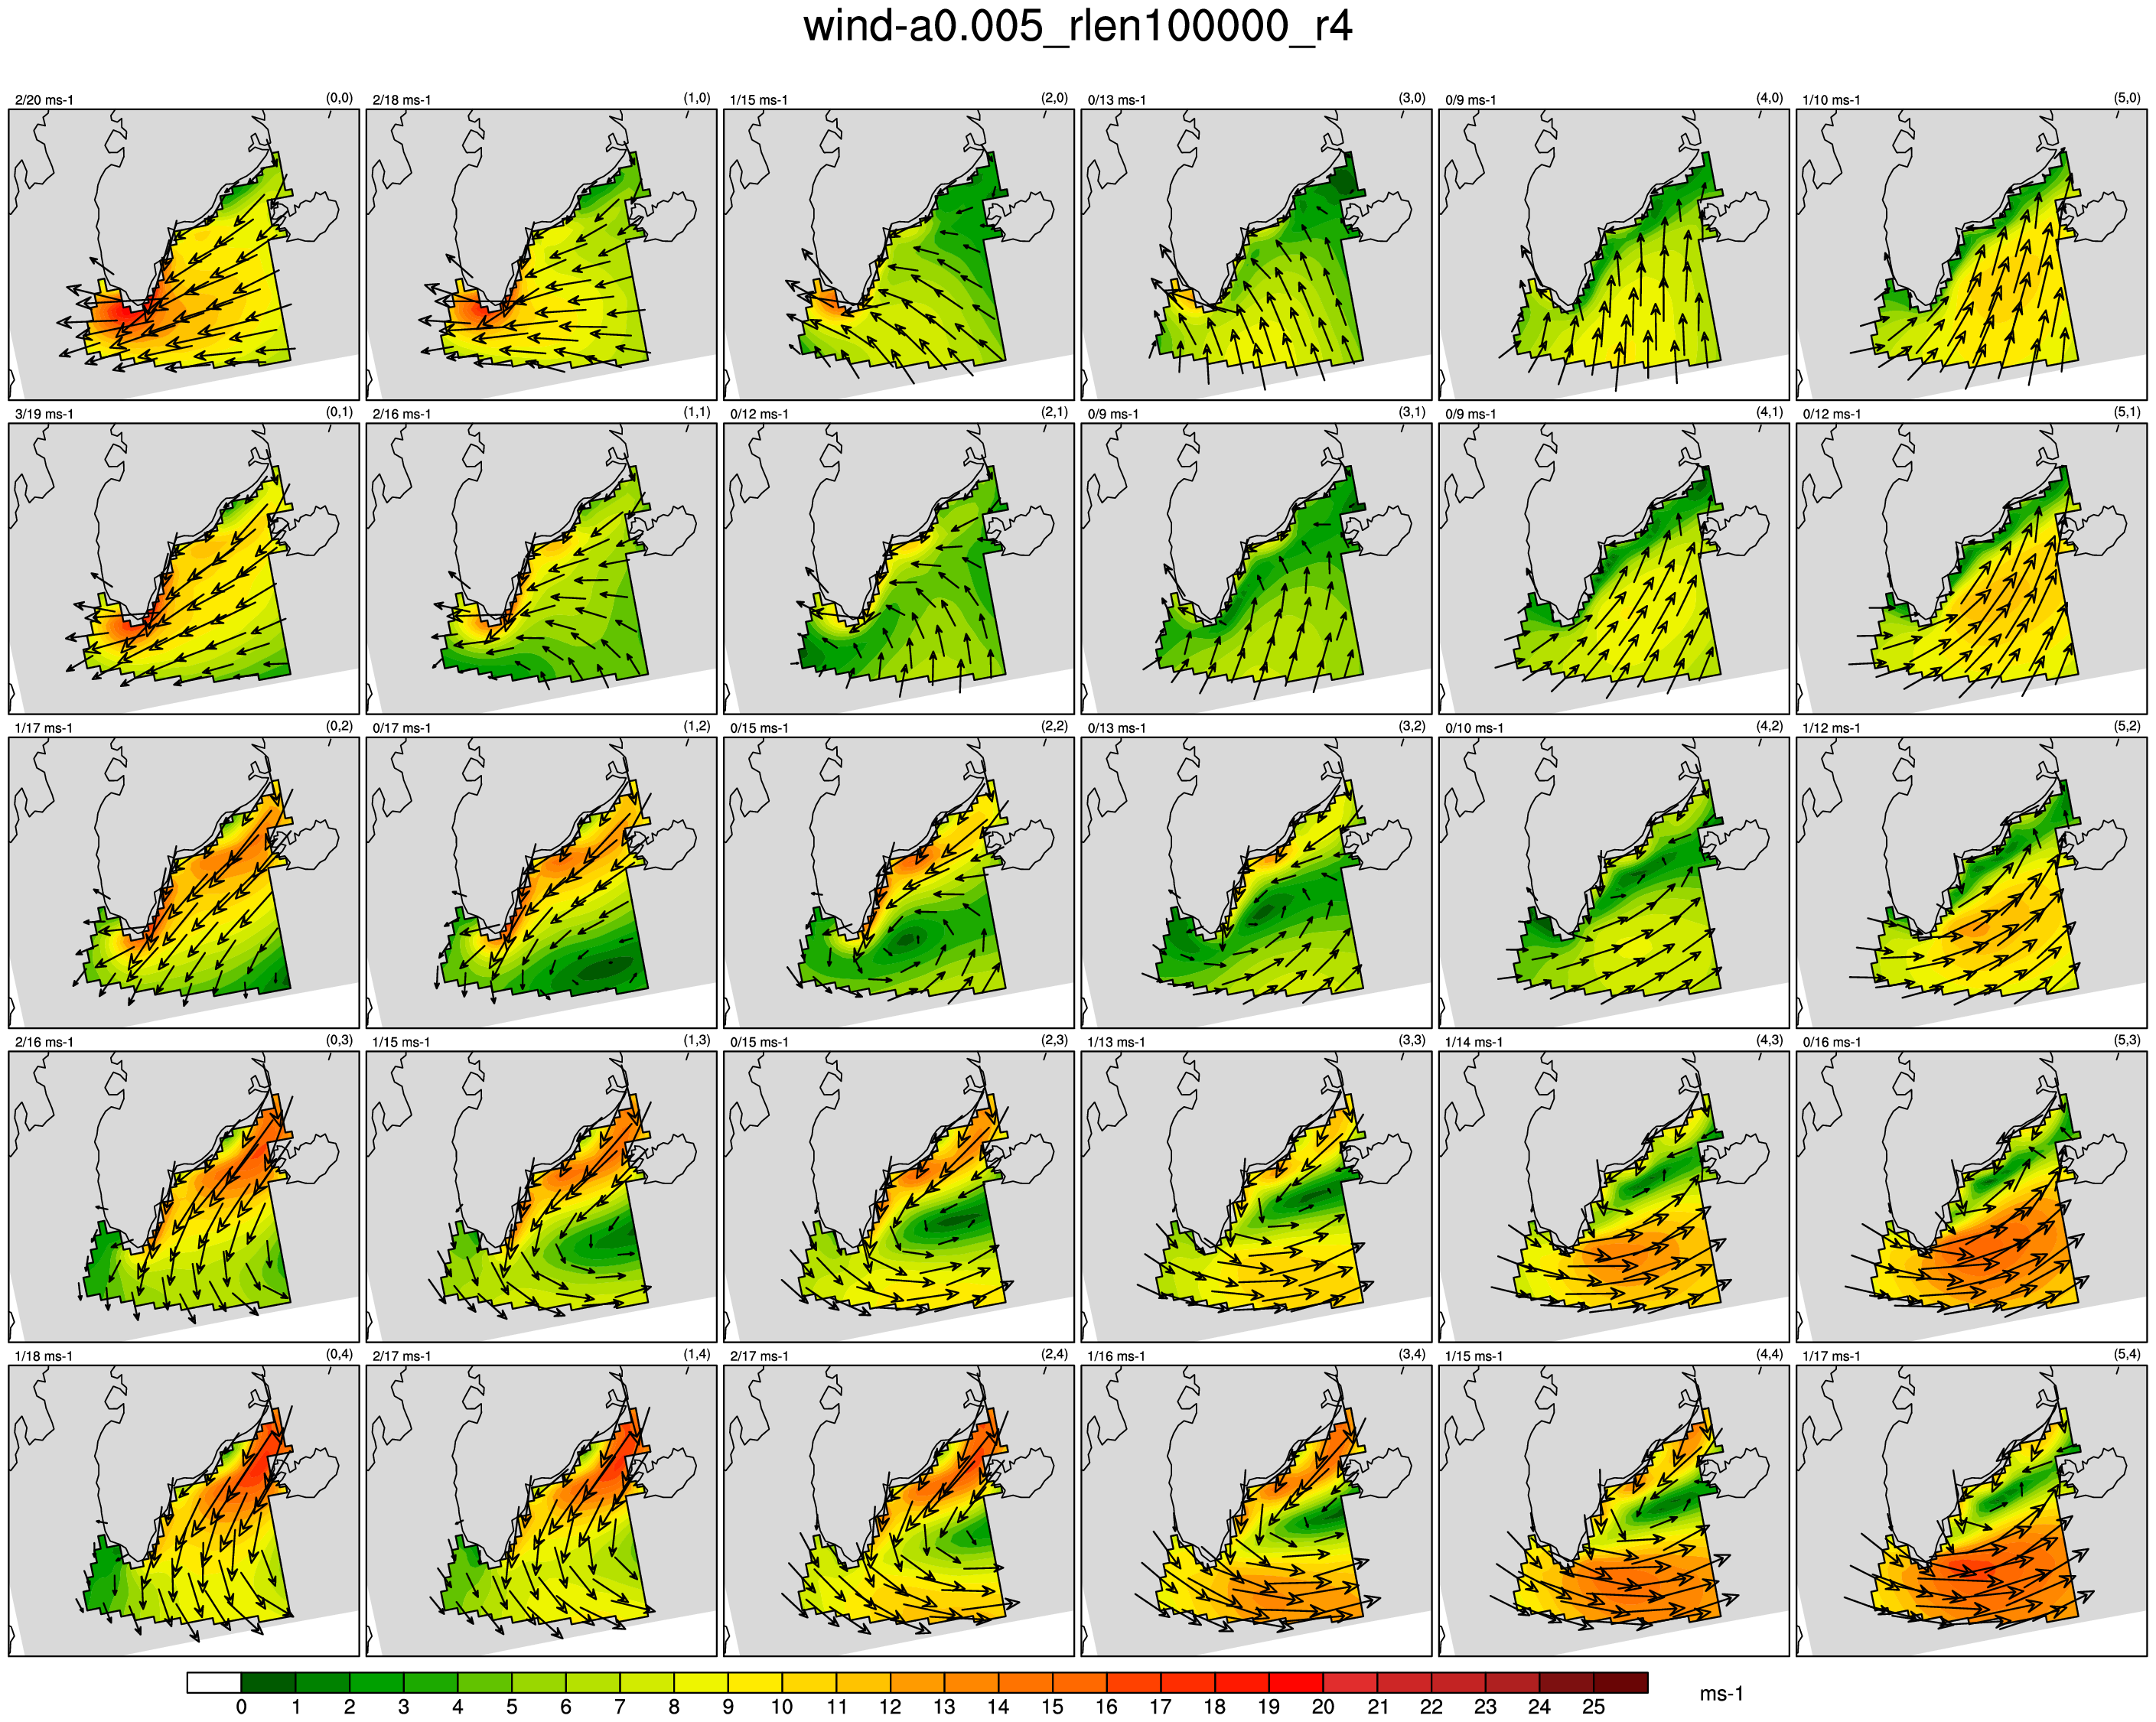 wind-a0.005_rlen100000_r4
2/20 ms-1 (0,0) 2/18 ms-1 (1,0) 1/15 ms-1 (2,0) 0/13 ms-1 (3,0) 0/9 ms-1 (4,0) 1/10 ms-1 (5,0)
3/19 ms-1 (0,1) 2/16 ms-1 (1,1) 0/12 ms-1 (2,1) 0/9 ms-1 (3,1) 0/9 ms-1 (4,1) 0/12 ms-1 (5,1)
1/17 ms-1 (0,2) 0/17 ms-1 (1,2) 0/15 ms-1 (2,2) 0/13 ms-1 (3,2) 0/10 ms-1 (4,2) 1/12 ms-1 (5,2)
2/16 ms-1 (0,3) 1/15 ms-1 (1,3) 0/15 ms-1 (2,3) 1/13 ms-1 (3,3) 1/14 ms-1 (4,3) 0/16 ms-1 (5,3)
1/18 ms-1 (0,4) 2/17 ms-1 (1,4) 2/17 ms-1 (2,4) 1/16 ms-1 (3,4) 1/15 ms-1 (4,4) 1/17 ms-1 (5,4)
0 1 2 3 4 5 6 7 8 9 10 11 12 13 14 15 16 17 18 19 20 21 22 23 24 25 ms-1